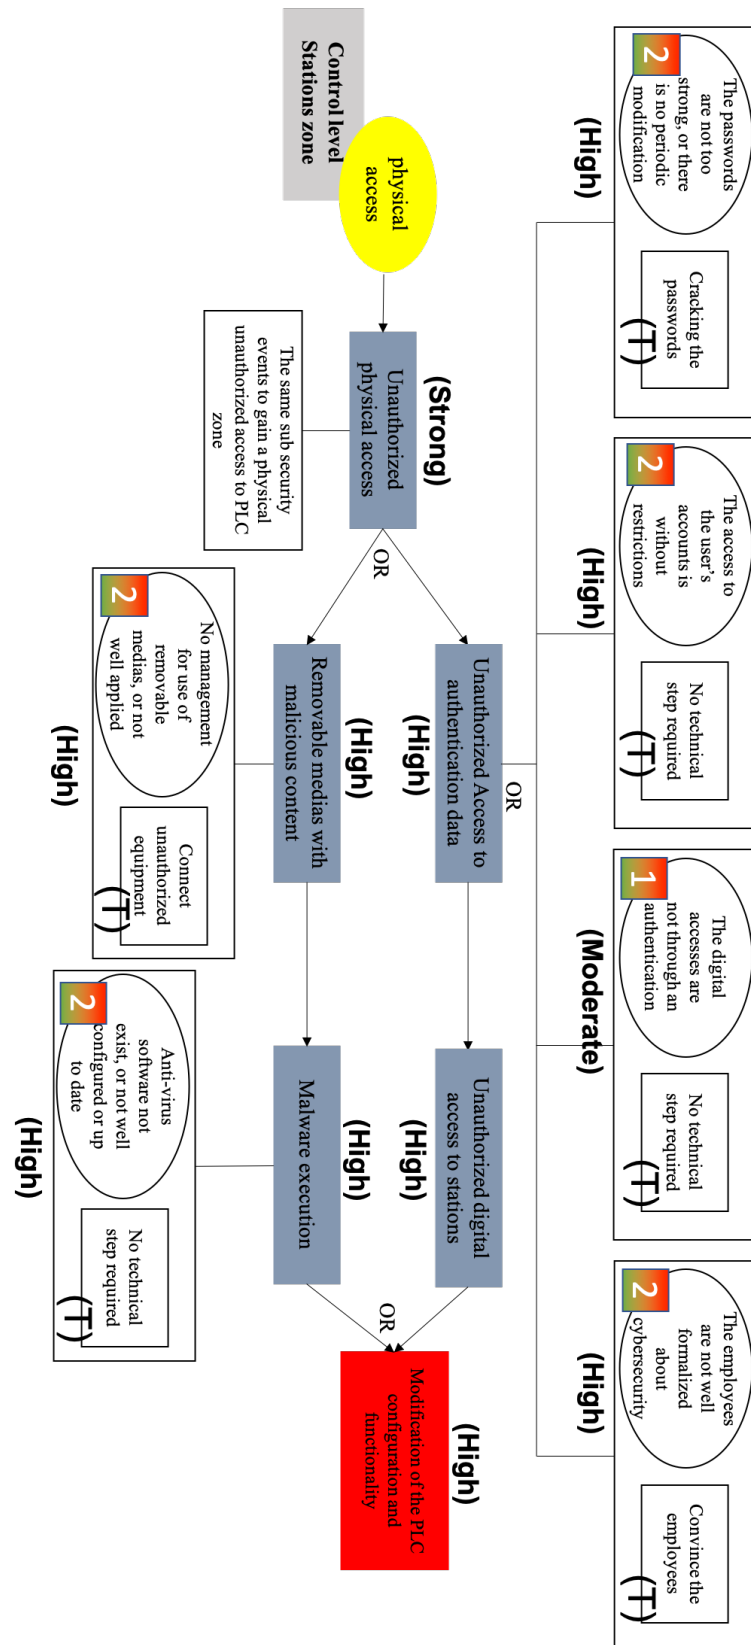 The passwords
are not too
strong, or there
is no periodic
modification
2
Cracking the
passwords
(T)
(High)
The access to
the user's
accounts is
without
restrictions
2
No technical
step required
(T)
(High)
The digital
accesses are
not through an
authentication
1
No technical
step required
(T)
(Moderate)
The employees
are not well
formalized
about
cybersecurity
2
Convince the
employees
(T)
(High)
OR
Control level
Stations zone
physical
access
(Strong)
Unauthorized
physical access
The same sub security
events to gain a physical
unauthorized access to PLC
zone
OR
Unauthorized Access to
authentication data
(High)
Unauthorized digital
access to stations
(High)
(High)
Removable medias with
malicious content
(High)
Malware execution
OR
(High)
Modification of the PLC
configuration and
functionality
No management
for use of
removable
medias, or not
well applied
2
Connect
unauthorized
equipment
(T)
(High)
Anti-virus
software not
exist, or not well
configured or up
to date
2
No technical
step required
(T)
(High)